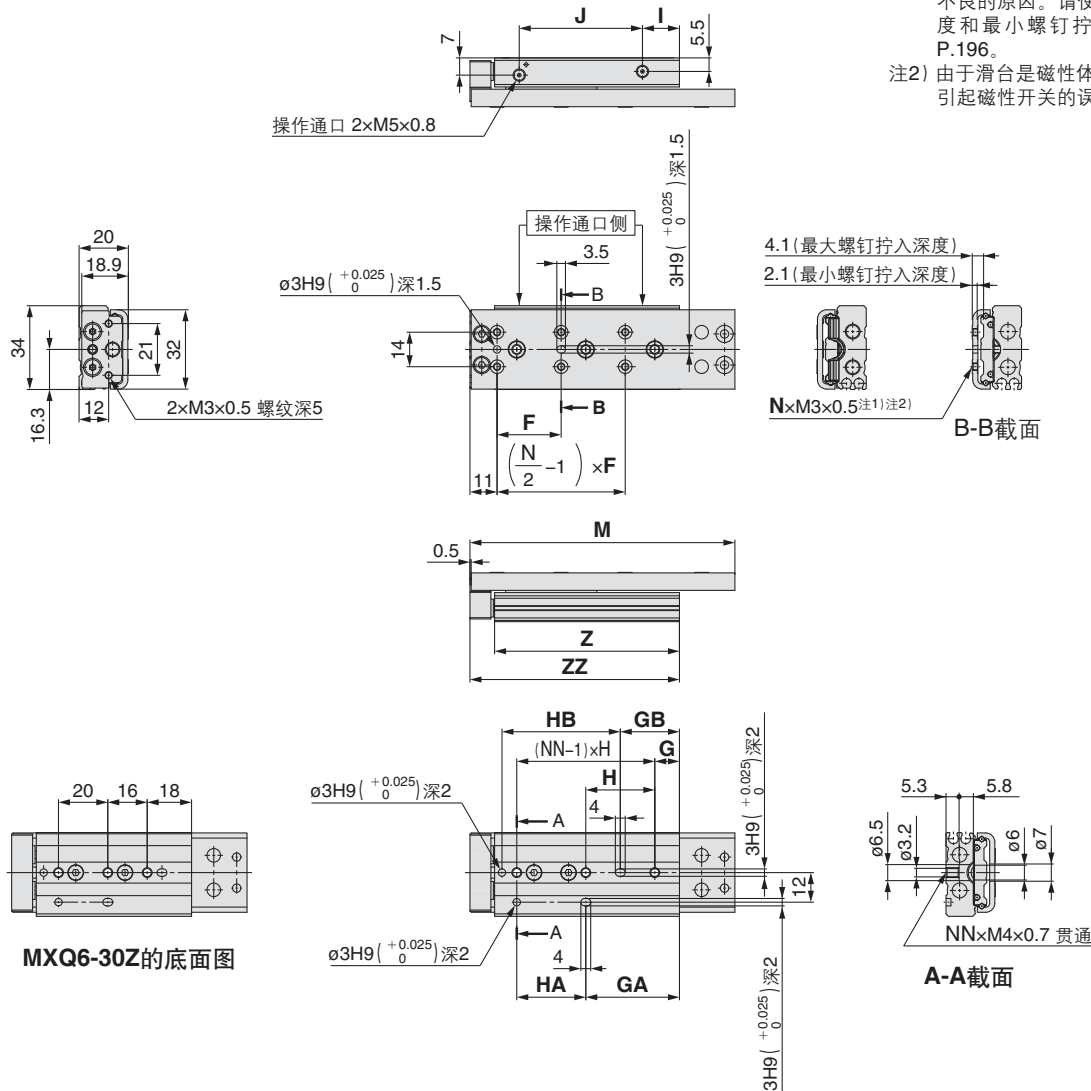 不良的原因。请使
度和最小螺钉拧
P.196。
注2) 由于滑台是磁性体
引起磁性开关的误
J
I
7
5.5
操作通口 2×M5×0.8
操作通口侧
3.5
B
3H9( +0.025 0 )深1.5
ø3H9( +0.025 0 )深1.5
20
18.9
34
21
32
16.3
12
2×M3×0.5 螺纹深5
14
B
F
(N/2 −1) ×F
11
4.1(最大螺钉拧入深度)
2.1(最小螺钉拧入深度)
N×M3×0.5注1)注2)
B-B截面
M
0.5
Z
ZZ
HB
GB
(NN−1)×H
G
H
4
ø3H9( +0.025 0 )深2
A
3H9( +0.025 0 )深2
12
20
16
18
MXQ6-30Z的底面图
ø3H9( +0.025 0 )深2
A
4
HA
GA
3H9( +0.025 0 )深2
5.3
5.8
ø6.5
ø3.2
ø6
ø7
NN×M4×0.7 贯通
A-A截面